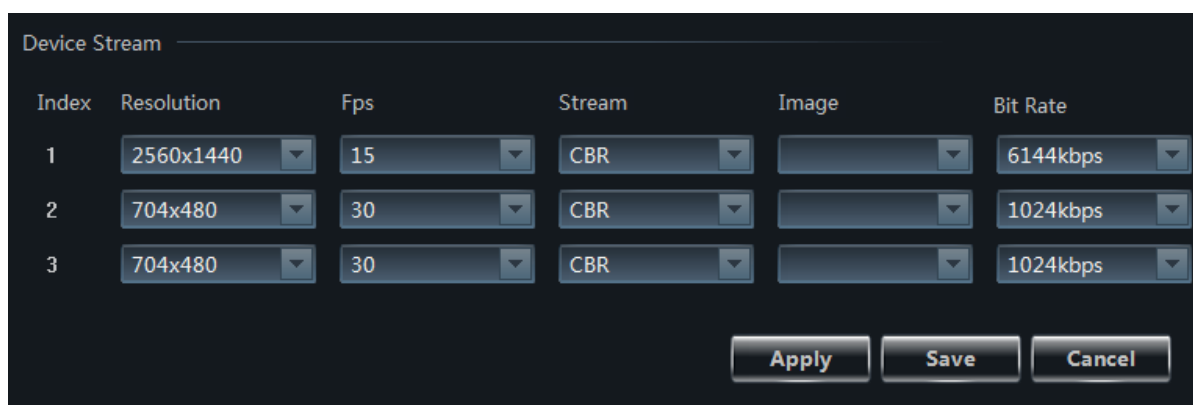 Device Stream
Index Resolution Fps Stream Image Bit Rate
1 2560x1440 15 CBR 6144kbps
2 704x480 30 CBR 1024kbps
3 704x480 30 CBR 1024kbps
Apply Save Cancel